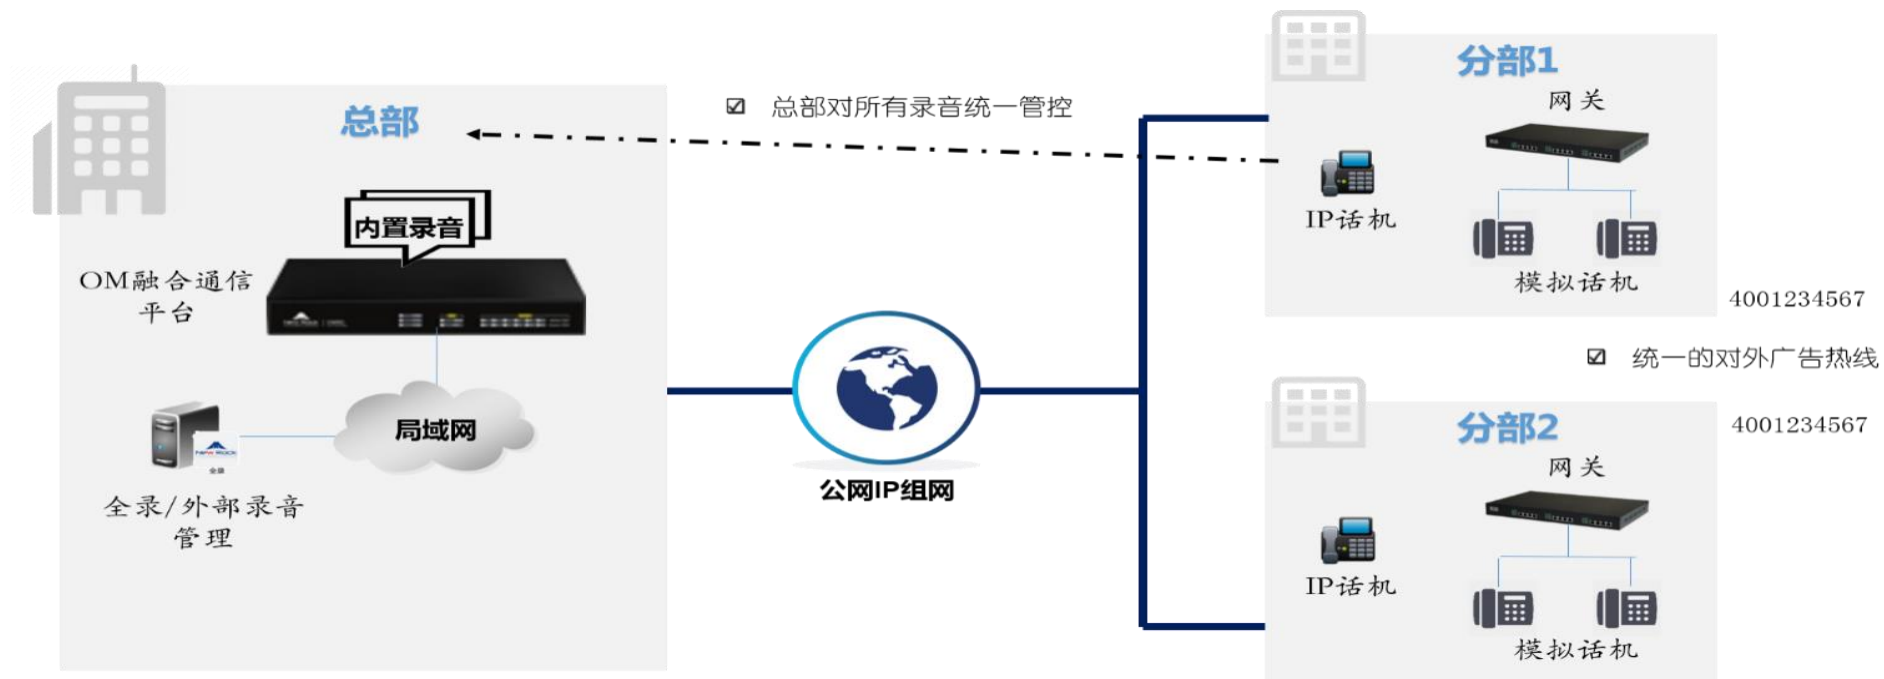 总部
☑ 总部对所有录音统一管控
内置录音
OM融合通信
平台
局域网
New Rock
全录
全录/外部录音
管理
公网IP组网
分部1
网关
IP话机
模拟话机
4001234567
☑ 统一的对外广告热线
分部2
4001234567
网关
IP话机
模拟话机